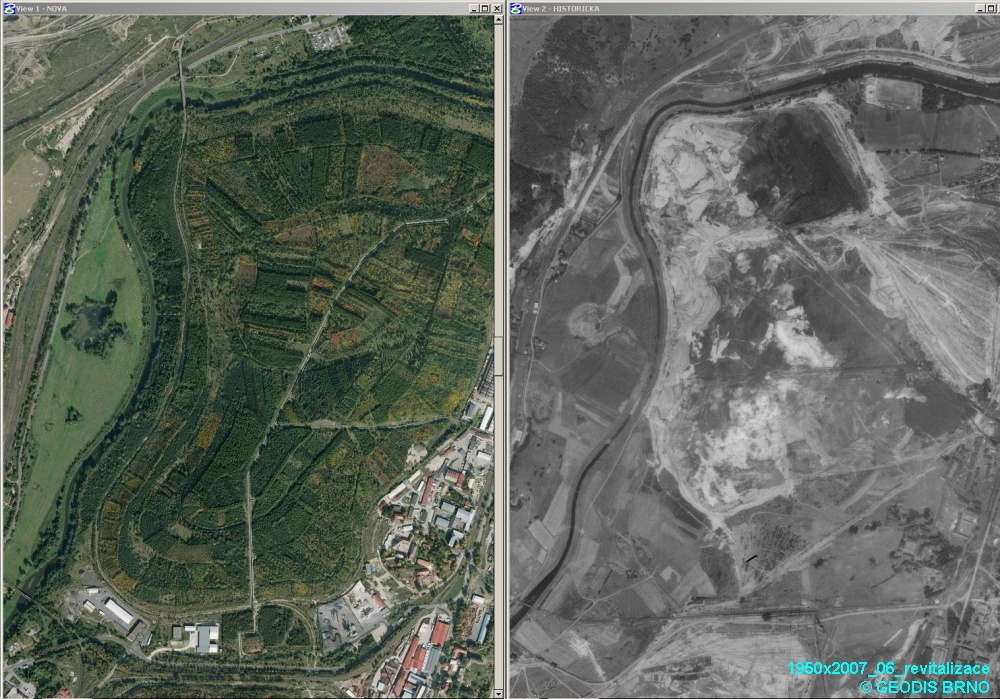 View 1 - NOVA
View 2 - HISTORICKA
1950x2007_06_revitalizace
© GEODIS BRNO